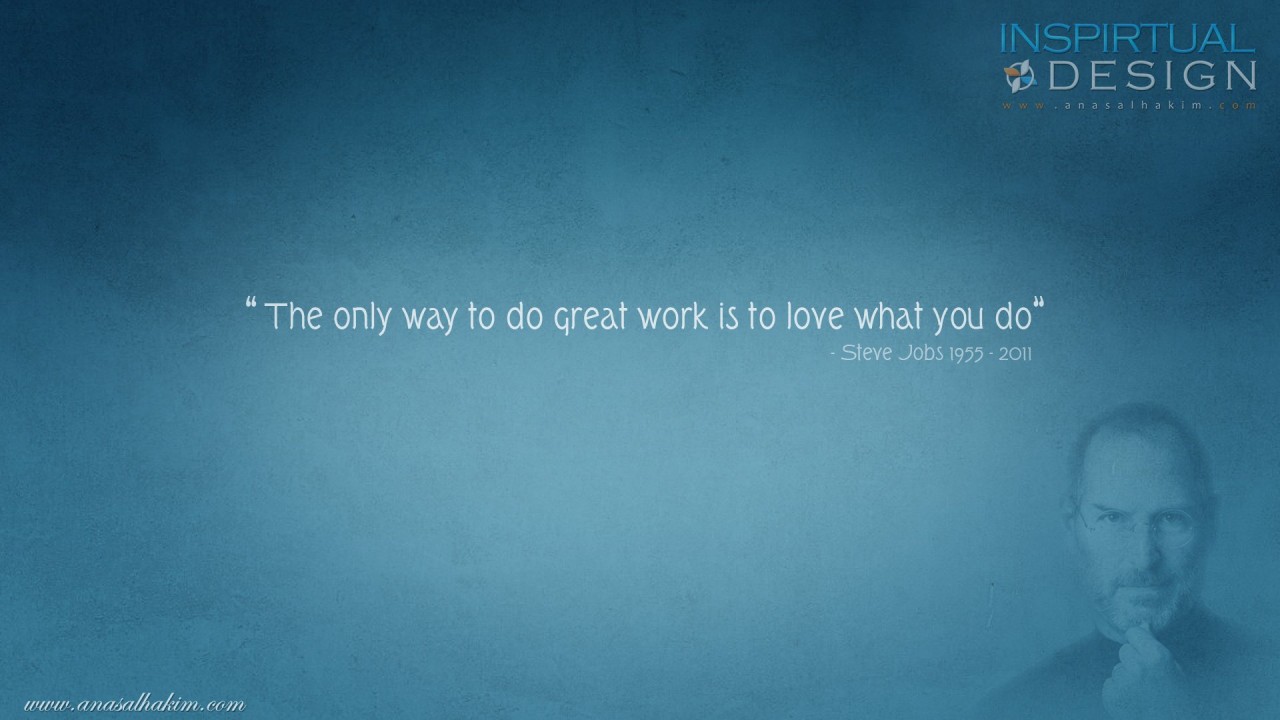 INSPIRTUAL
DESIGN
www.anasalhakim.com
“ The only way to do great work is to love what you do”
- Steve Jobs 1955 - 2011
www.anasalhakim.com